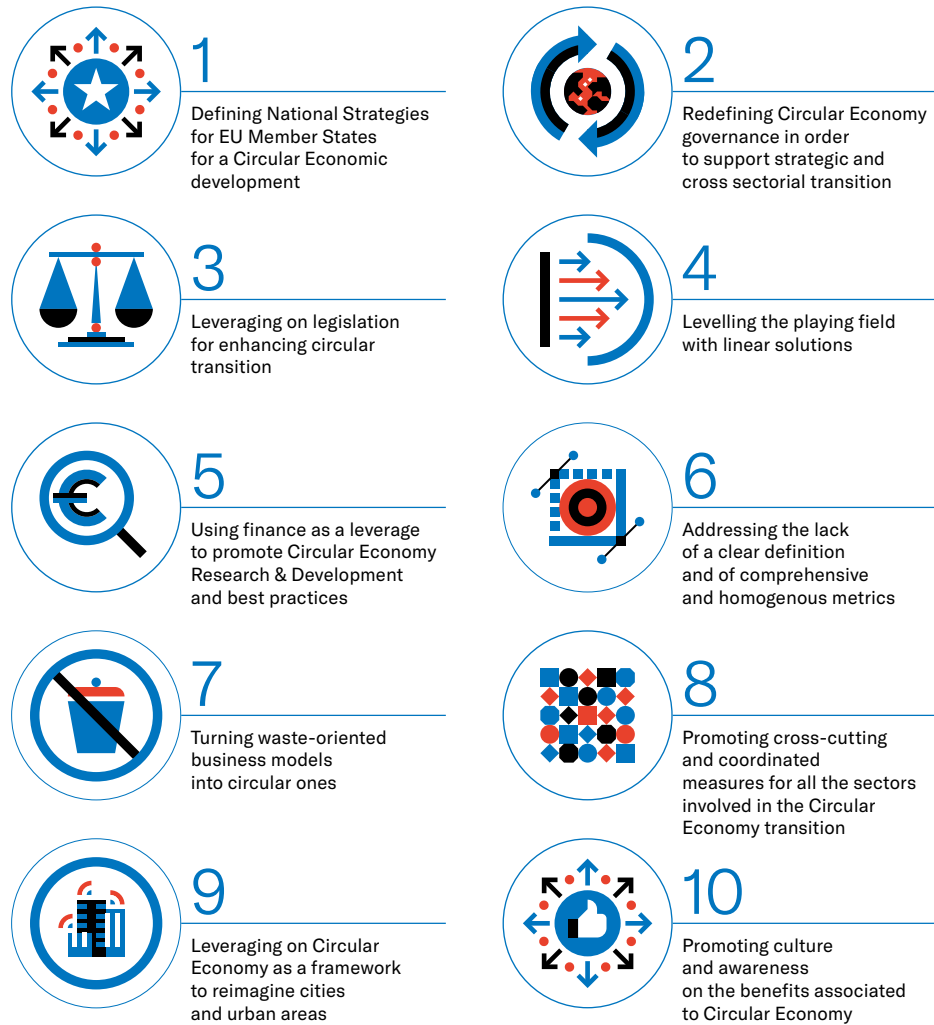 1
Defining National Strategies
for EU Member States
for a Circular Economic
development
2
Redefining Circular Economy
governance in order
to support strategic and
cross sectorial transition
3
Leveraging on legislation
for enhancing circular
transition
4
Levelling the playing field
with linear solutions
5
Using finance as a leverage
to promote Circular Economy
Research & Development
and best practices
6
Addressing the lack
of a clear definition
and of comprehensive
and homogenous metrics
7
Turning waste-oriented
business models
into circular ones
8
Promoting cross-cutting
and coordinated
measures for all the sectors
involved in the Circular
Economy transition
9
Leveraging on Circular
Economy as a framework
to reimagine cities
and urban areas
10
Promoting culture
and awareness
on the benefits associated
to Circular Economy